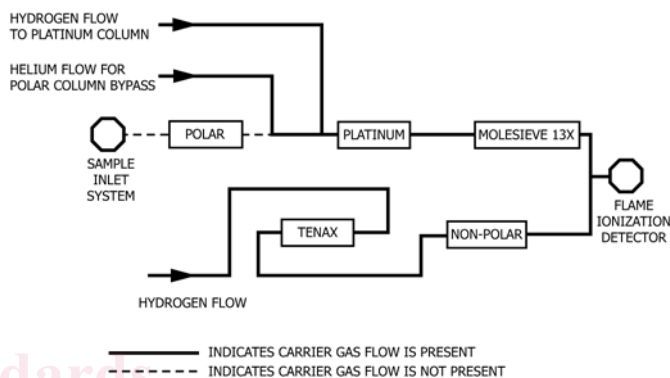 HYDROGEN FLOW
TO PLATINUM COLUMN
HELIUM FLOW FOR
POLAR COLUMN BYPASS
POLAR
PLATINUM
MOLESIEVE 13X
SAMPLE
INLET
SYSTEM
FLAME
IONIZATION
DETECTOR
TENAX
NON-POLAR
HYDROGEN FLOW
INDICATES CARRIER GAS FLOW IS PRESENT
INDICATES CARRIER GAS FLOW IS NOT PRESENT